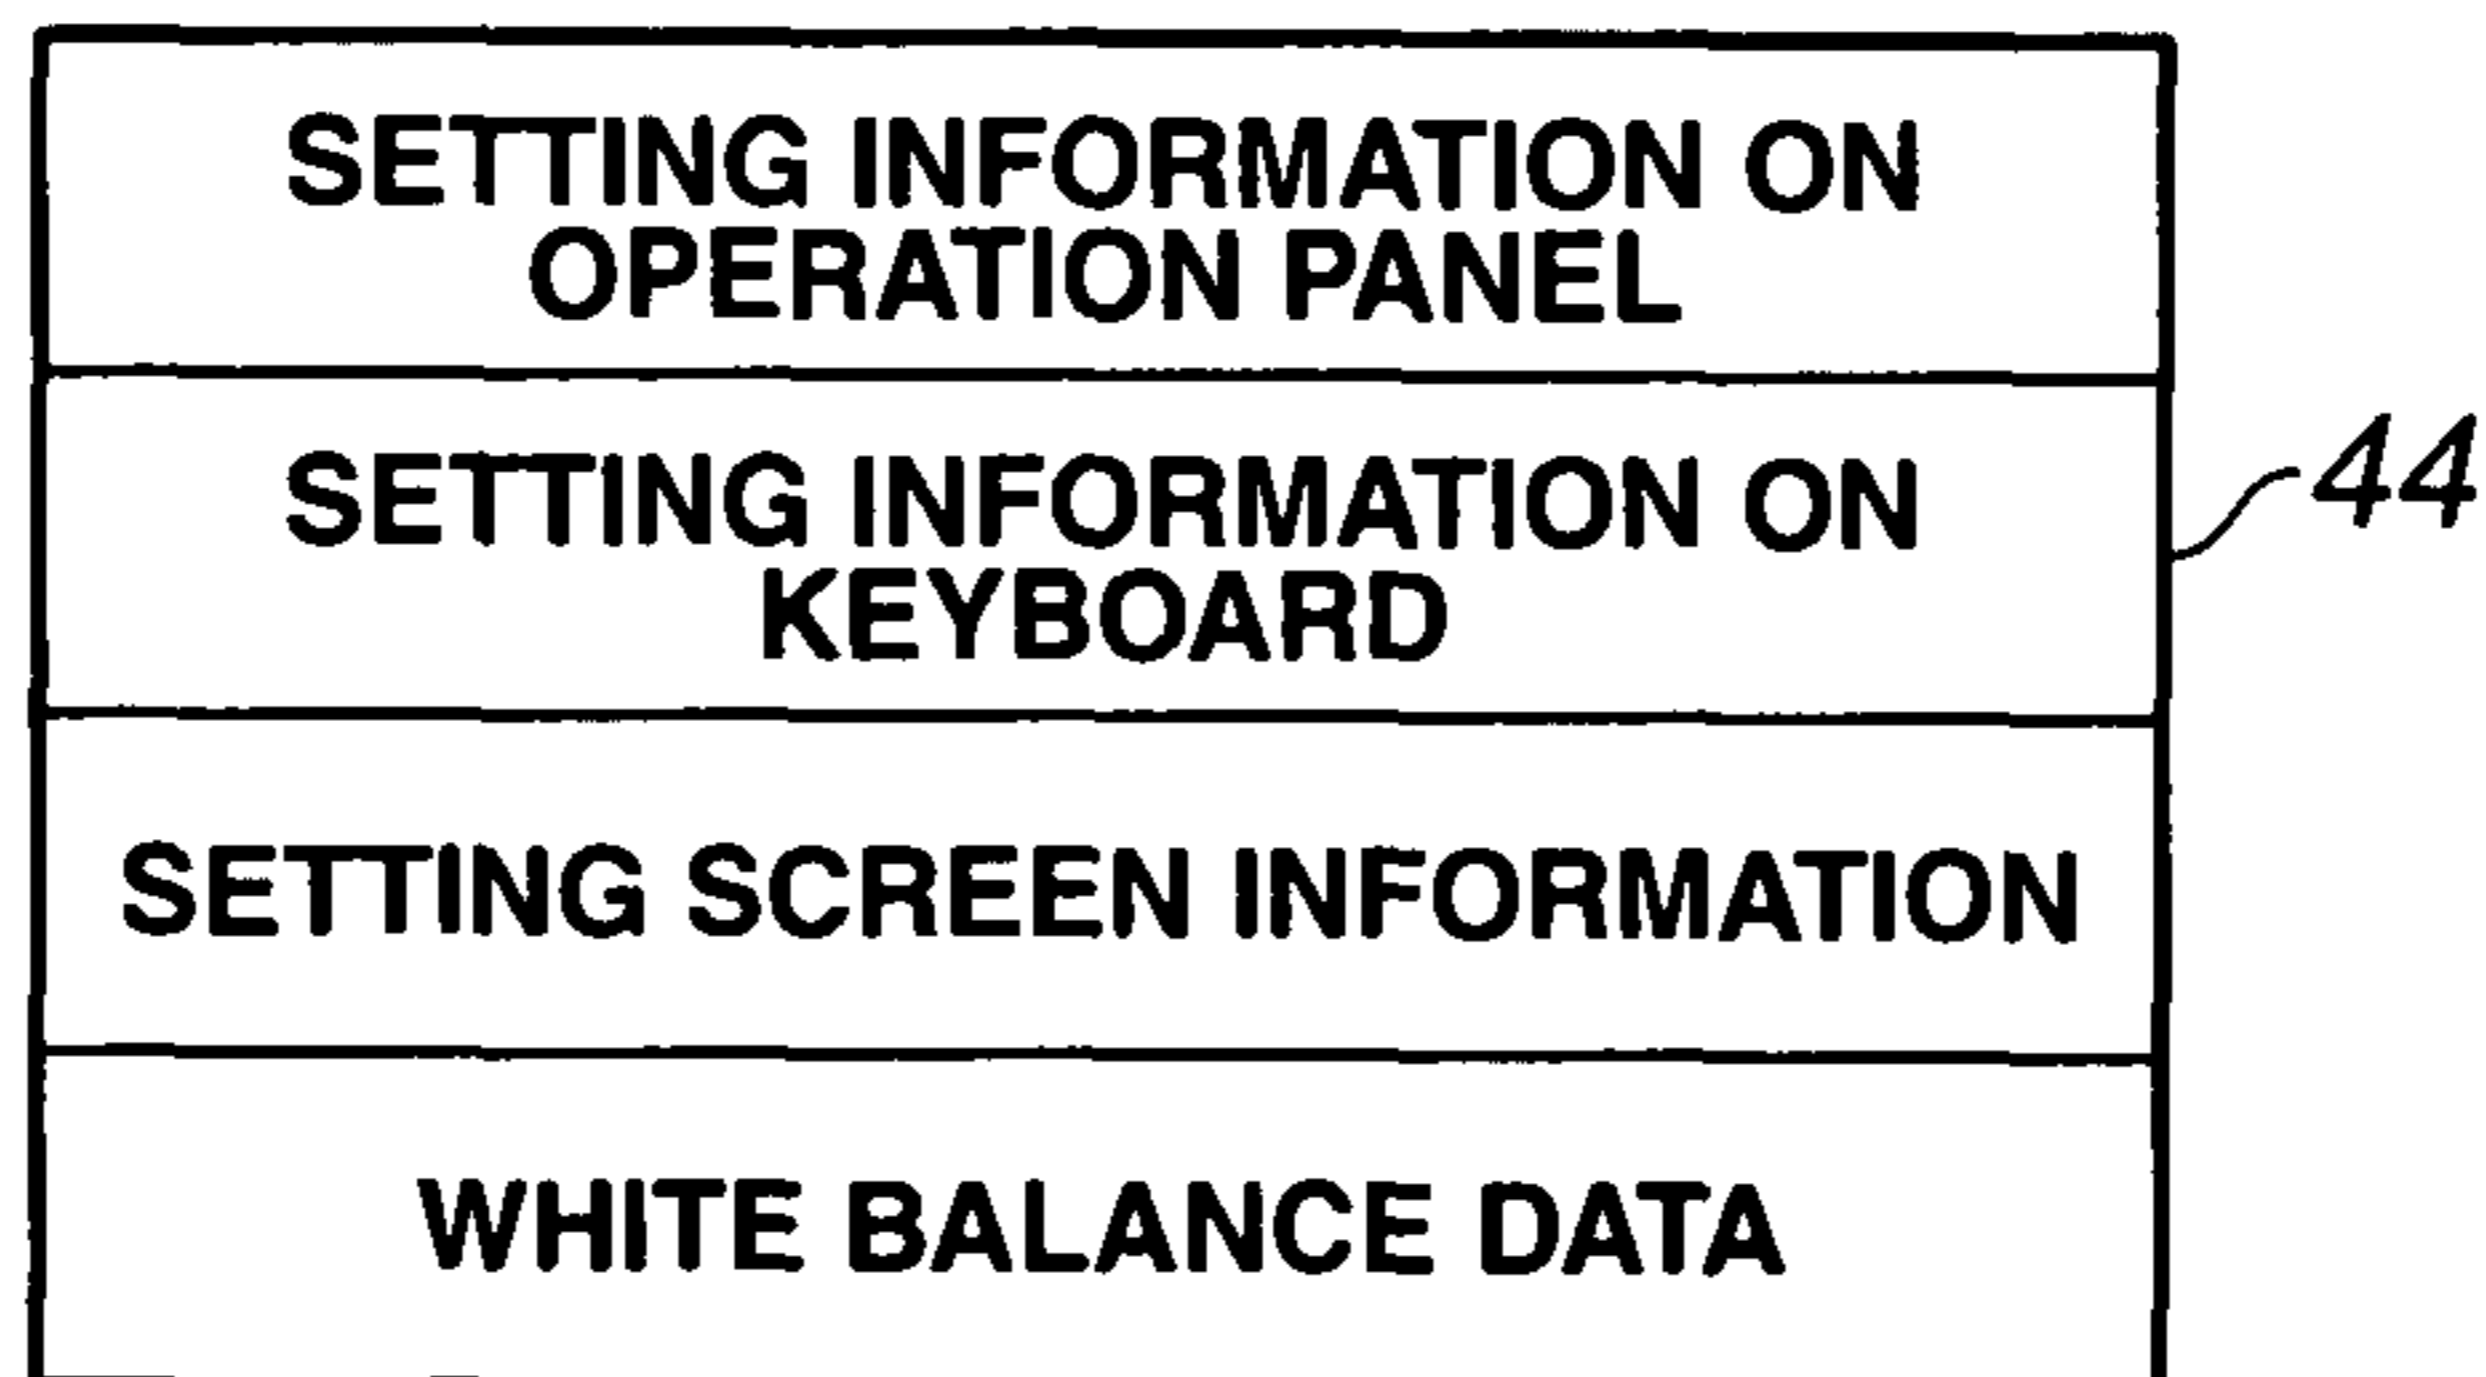 SETTING INFORMATION ON
OPERATION PANEL
SETTING INFORMATION ON
KEYBOARD
44
SETTING SCREEN INFORMATION
WHITE BALANCE DATA